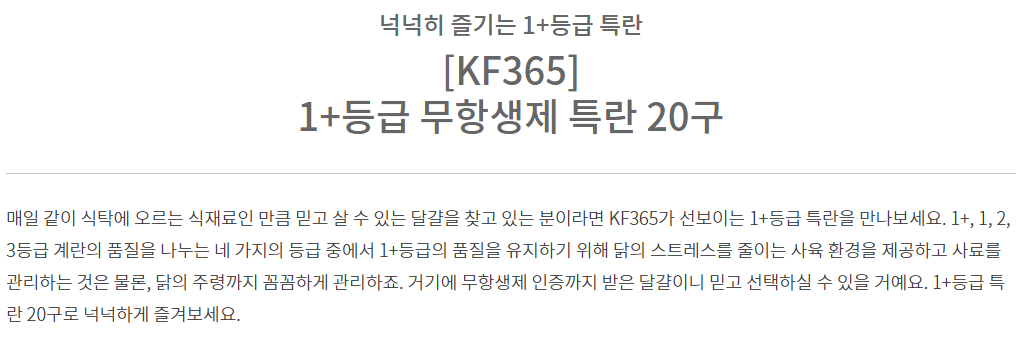 넉넉히 즐기는 1+등급 특란
[KF365]
1+등급 무항생제 특란 20구
매일 같이 식탁에 오르는 식재료인 만큼 믿고 살 수 있는 달걀을 찾고 있는 분이라면 KF365가 선보이는 1+등급 특란을 만나보세요. 1+, 1, 2,
3등급 계란의 품질을 나누는 네 가지의 등급 중에서 1+등급의 품질을 유지하기 위해 닭의 스트레스를 줄이는 사육 환경을 제공하고 사료를
관리하는 것은 물론, 닭의 주령까지 꼼꼼하게 관리하죠. 거기에 무항생제 인증까지 받은 달걀이니 믿고 선택하실 수 있을 거예요. 1+등급 특
란 20구로 넉넉하게 즐겨보세요.